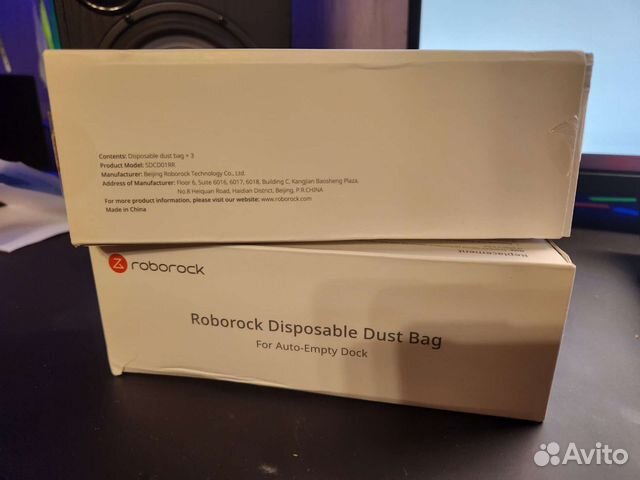 Contents: Disposable dust bag × 3
Product Model: SDCD01RR
Manufacturer: Beijing Roborock Technology Co., Ltd.
Address of Manufacturer: Floor 6, Suite 6016, 6017, 6018, Building C, Kangjian Baosheng Plaza,
No.8 Heiquan Road, Haidian District, Beijing, P.R.CHINA
For more product information, please visit our website: www.roborock.com
Made in China
roborock
Replacement
Roborock Disposable Dust Bag
For Auto-Empty Dock
Avito